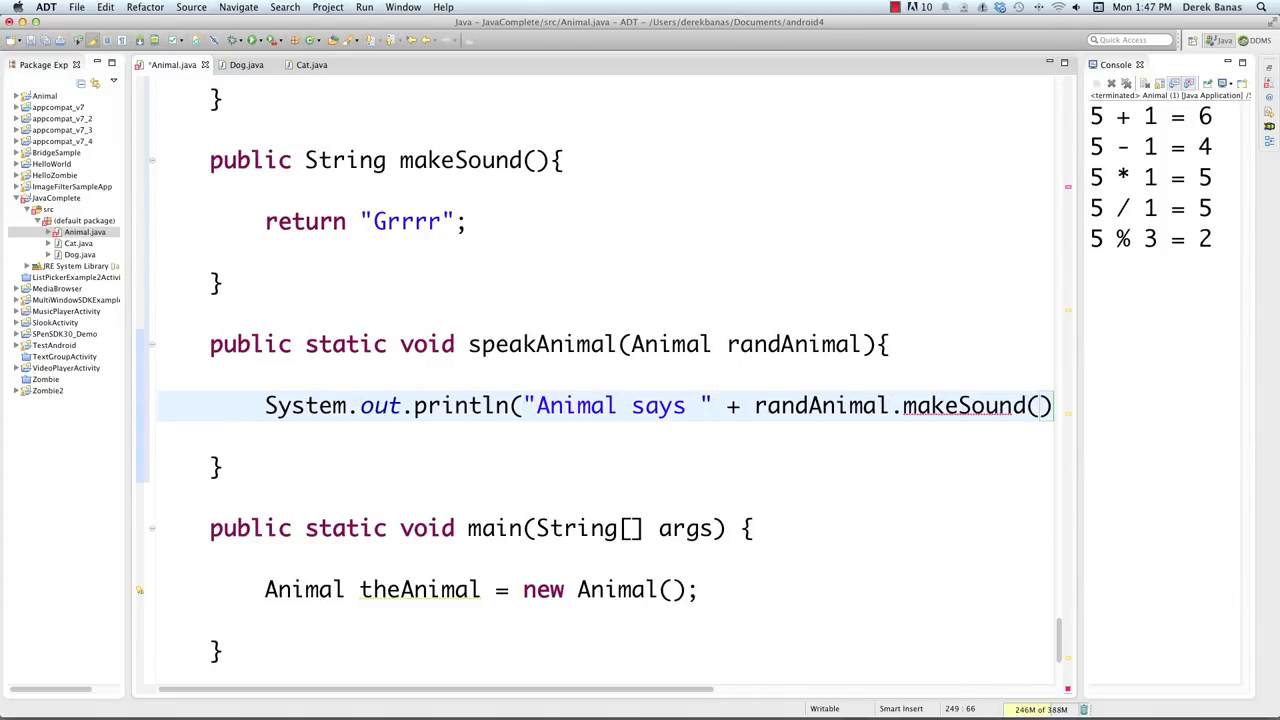 ADT File Edit Refactor Source Navigate Search Project Run Window Help 10 Mon 1:47 PM Derek Banas
Java – JavaComplete/src/Animal.java – ADT – /Users/derekbanas/Documents/android4
Quick Access Java DDMS
Package Exp
*Animal.java Dog.java Cat.java
Console
<terminated> Animal (1) [Java Application] /S
Animal
appcompat_v7
appcompat_v7_2
appcompat_v7_3
appcompat_v7_4
BridgeSample
HelloWorld
HelloZombie
ImageFilterSampleApp
JavaComplete
src
(default package)
Animal.java
Cat.java
Dog.java
JRE System Library [Ja
ListPickerExample2Activi
MediaBrowser
MultiWindowSDKExample
MusicPlayerActivity
SlookActivity
SPenSDK30_Demo
TestAndroid
TextGroupActivity
VideoPlayerActivity
Zombie
Zombie2
}
public String makeSound(){
return "Grrrr";
}
public static void speakAnimal(Animal randAnimal){
System.out.println("Animal says " + randAnimal.makeSound()
}
public static void main(String[] args) {
Animal theAnimal = new Animal();
}
5 + 1 = 6
5 - 1 = 4
5 * 1 = 5
5 / 1 = 5
5 % 3 = 2
Writable Smart Insert 249 : 66 246M of 388M